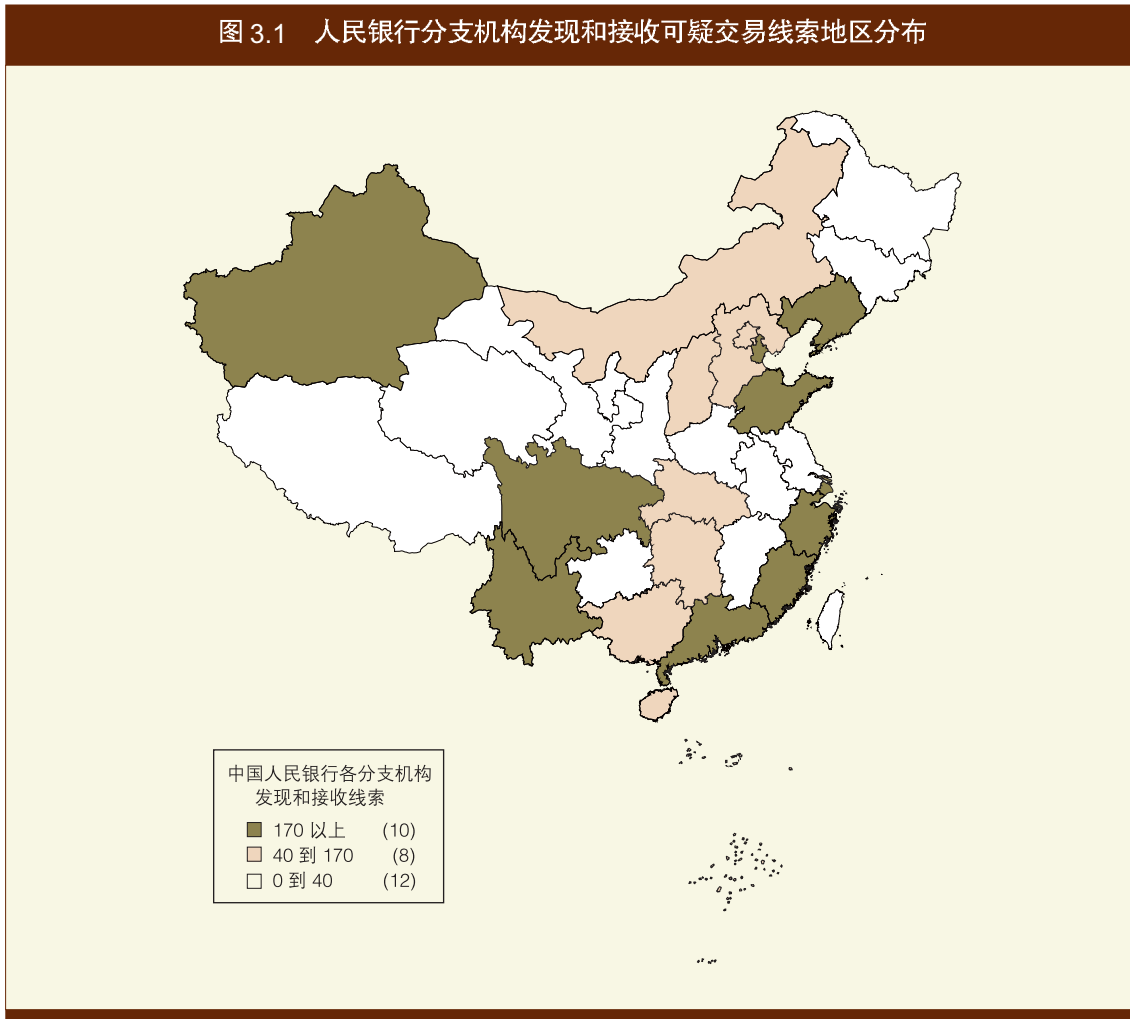 图 3.1 人民银行分支机构发现和接收可疑交易线索地区分布
中国人民银行各分支机构
发现和接收线索
170 以上 (10)
40 到 170 (8)
0 到 40 (12)